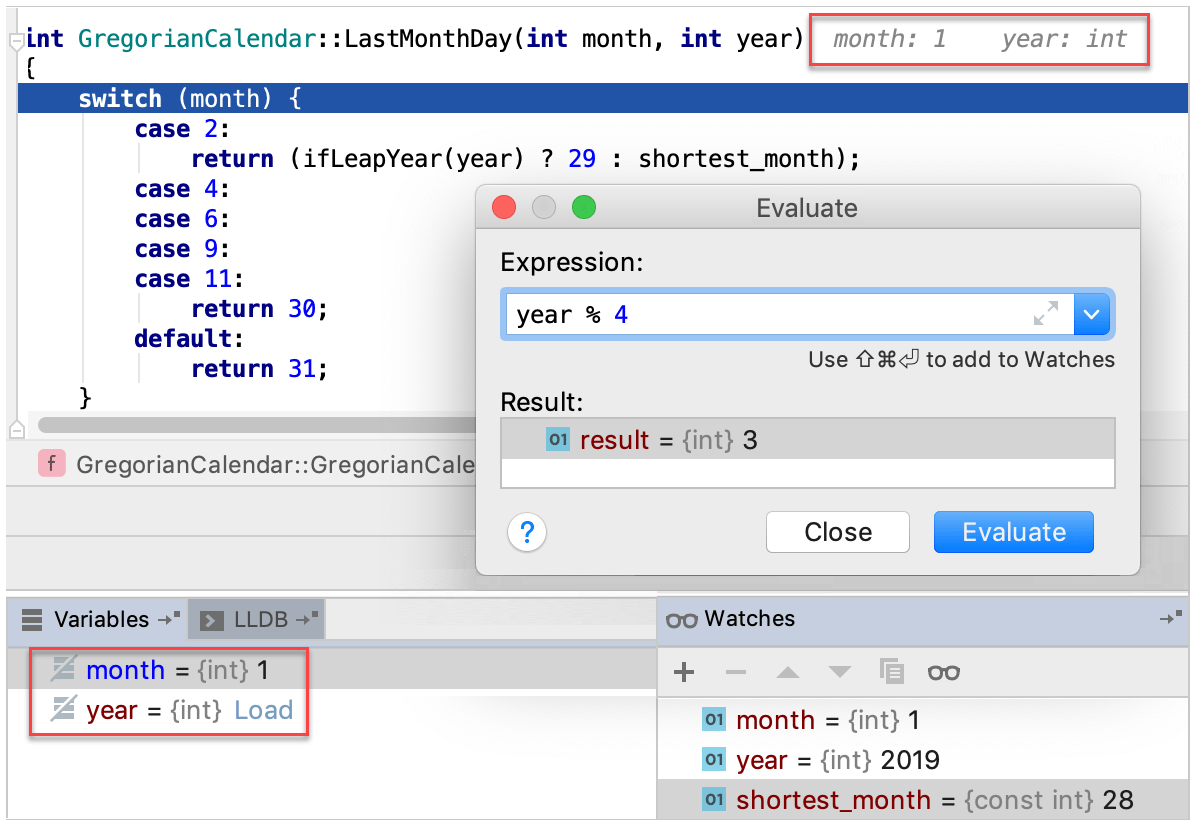 int GregorianCalendar::LastMonthDay(int month, int year) month: 1 year: int
{
switch (month) {
case 2:
return (ifLeapYear(year) ? 29 : shortest_month);
case 4:
case 6:
case 9:
case 11:
return 30;
default:
return 31;
}
f GregorianCalendar::GregorianCale
Evaluate
Expression:
year % 4
Use ⇧⌘⏎ to add to Watches
Result:
01 result = {int} 3
? Close Evaluate
Variables LLDB
month = {int} 1
year = {int} Load
Watches
01 month = {int} 1
01 year = {int} 2019
01 shortest_month = {const int} 28